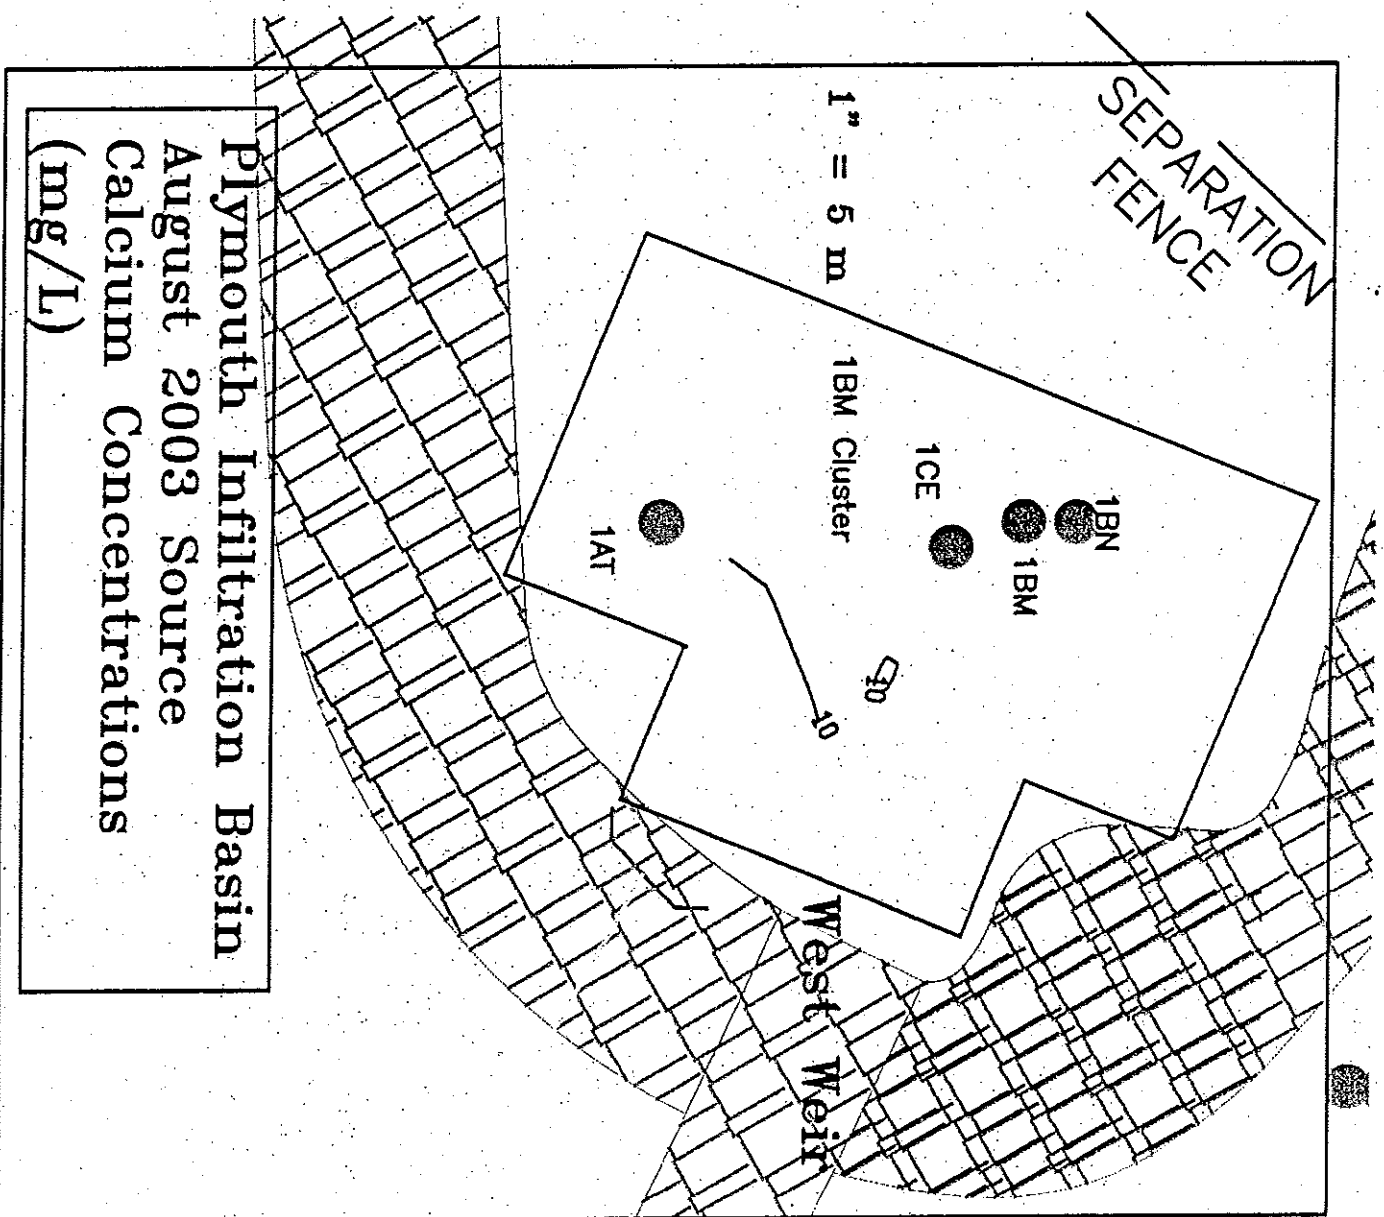 SEPARATION
FENCE
1" = 5 m
1BN
1BM
1CE
1BM Cluster
1AT
10
10
West Weir
Plymouth Infiltration Basin
August 2003 Source
Calcium Concentrations
(mg/L)